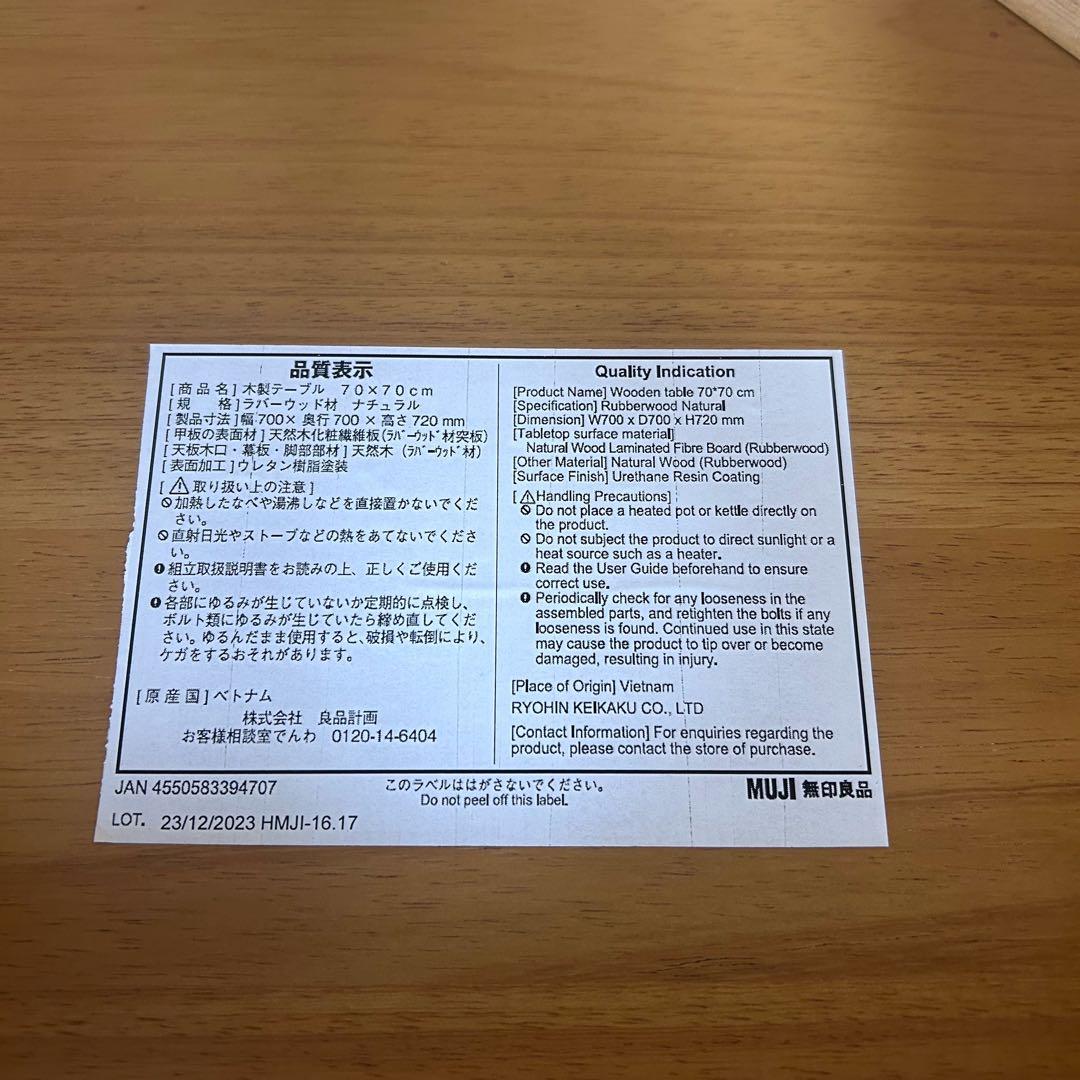 品質表示
[商品名]木製テーブル 70×70cm
[規 格]ラバーウッド材 ナチュラル
[製品寸法]幅700×奥行700×高さ720mm
[甲板の表面材]天然木化粧繊維板(ﾗﾊﾞｰｳｯﾄﾞ材突板)
[天板木口・幕板・脚部部材]天然木(ﾗﾊﾞｰｳｯﾄﾞ材)
[表面加工]ウレタン樹脂塗装
[⚠取り扱い上の注意]
加熱したなべや湯沸しなどを直接置かないでくだ
さい。
直射日光やストーブなどの熱をあてないでくださ
い。
組立取扱説明書をお読みの上、正しくご使用くだ
さい。
各部にゆるみが生じていないか定期的に点検し、
ボルト類にゆるみが生じていたら締め直してくだ
さい。ゆるんだまま使用すると、破損や転倒により、
ケガをするおそれがあります。
[原産国]ベトナム
株式会社 良品計画
お客様相談室でんわ 0120-14-6404
Quality Indication
[Product Name] Wooden table 70*70 cm
[Specification] Rubberwood Natural
[Dimension] W700 x D700 x H720 mm
[Tabletop surface material]
Natural Wood Laminated Fibre Board (Rubberwood)
[Other Material] Natural Wood (Rubberwood)
[Surface Finish] Urethane Resin Coating
[⚠Handling Precautions]
Do not place a heated pot or kettle directly on
the product.
Do not subject the product to direct sunlight or a
heat source such as a heater.
Read the User Guide beforehand to ensure
correct use.
Periodically check for any looseness in the
assembled parts, and retighten the bolts if any
looseness is found. Continued use in this state
may cause the product to tip over or become
damaged, resulting in injury.
[Place of Origin] Vietnam
RYOHIN KEIKAKU CO., LTD
[Contact Information] For enquiries regarding the
product, please contact the store of purchase.
JAN 4550583394707
このラベルははがさないでください。
Do not peel off this label.
MUJI 無印良品
LOT. 23/12/2023 HMJI-16.17